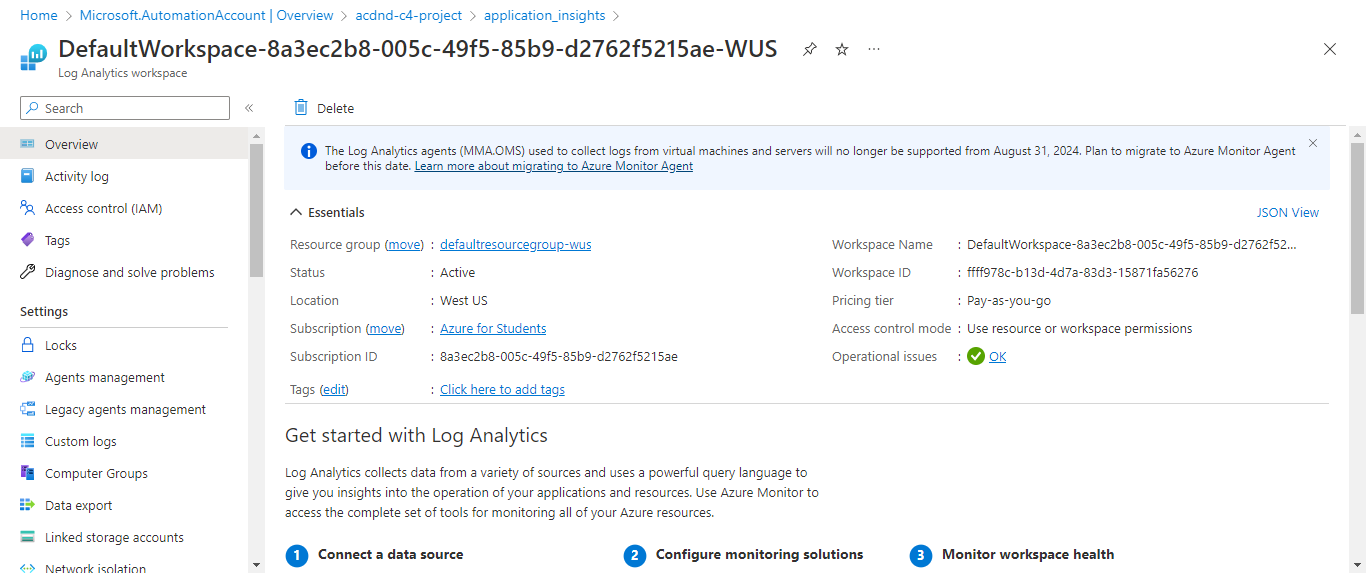 Home > Microsoft.AutomationAccount | Overview > acdnd-c4-project > application_insights >
DefaultWorkspace-8a3ec2b8-005c-49f5-85b9-d2762f5215ae-WUS
Log Analytics workspace
Search
Delete
Overview
Activity log
Access control (IAM)
Tags
Diagnose and solve problems
Settings
Locks
Agents management
Legacy agents management
Custom logs
Computer Groups
Data export
Linked storage accounts
Network isolation
The Log Analytics agents (MMA.OMS) used to collect logs from virtual machines and servers will no longer be supported from August 31, 2024. Plan to migrate to Azure Monitor Agent
before this date. Learn more about migrating to Azure Monitor Agent
Essentials
JSON View
Resource group (move) : defaultresourcegroup-wus
Status : Active
Location : West US
Subscription (move) : Azure for Students
Subscription ID : 8a3ec2b8-005c-49f5-85b9-d2762f5215ae
Tags (edit) : Click here to add tags
Workspace Name : DefaultWorkspace-8a3ec2b8-005c-49f5-85b9-d2762f52...
Workspace ID : ffff978c-b13d-4d7a-83d3-15871fa56276
Pricing tier : Pay-as-you-go
Access control mode : Use resource or workspace permissions
Operational issues : OK
Get started with Log Analytics
Log Analytics collects data from a variety of sources and uses a powerful query language to
give you insights into the operation of your applications and resources. Use Azure Monitor to
access the complete set of tools for monitoring all of your Azure resources.
1 Connect a data source
2 Configure monitoring solutions
3 Monitor workspace health